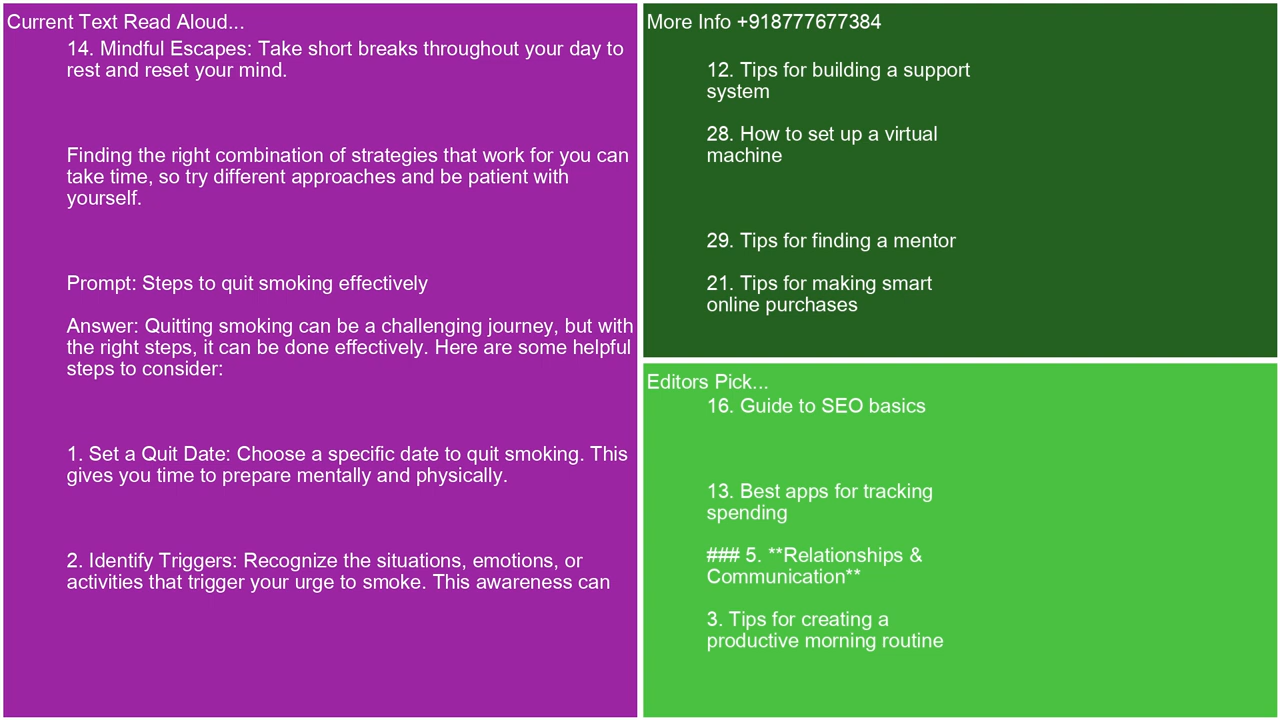 Current Text Read Aloud...
14. Mindful Escapes: Take short breaks throughout your day to
rest and reset your mind.
Finding the right combination of strategies that work for you can
take time, so try different approaches and be patient with
yourself.
Prompt: Steps to quit smoking effectively
Answer: Quitting smoking can be a challenging journey, but with
the right steps, it can be done effectively. Here are some helpful
steps to consider:
1. Set a Quit Date: Choose a specific date to quit smoking. This
gives you time to prepare mentally and physically.
2. Identify Triggers: Recognize the situations, emotions, or
activities that trigger your urge to smoke. This awareness can
More Info +918777677384
12. Tips for building a support
system
28. How to set up a virtual
machine
29. Tips for finding a mentor
21. Tips for making smart
online purchases
Editors Pick...
16. Guide to SEO basics
13. Best apps for tracking
spending
### 5. **Relationships &
Communication**
3. Tips for creating a
productive morning routine